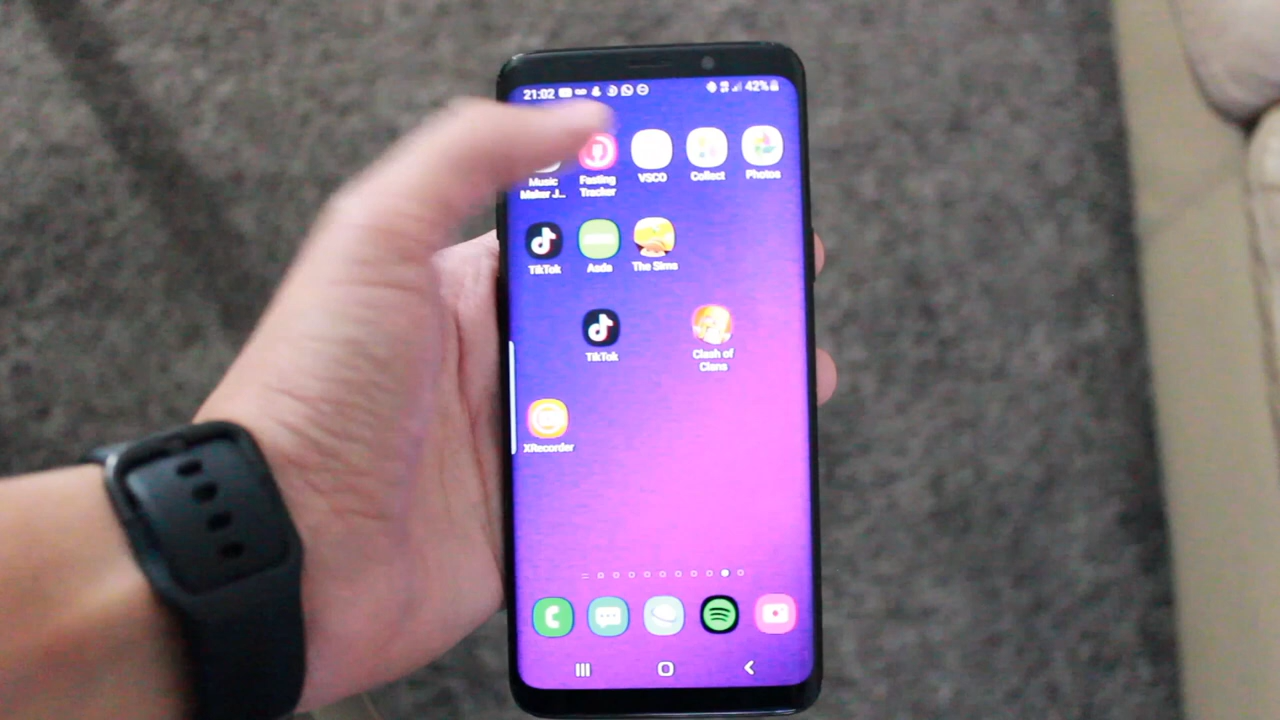 21:02 42%
Music Maker J...
Fasting Tracker
VSCO
Collect
Photos
TikTok
Asda
The Sims
TikTok
Clash of Clans
XRecorder